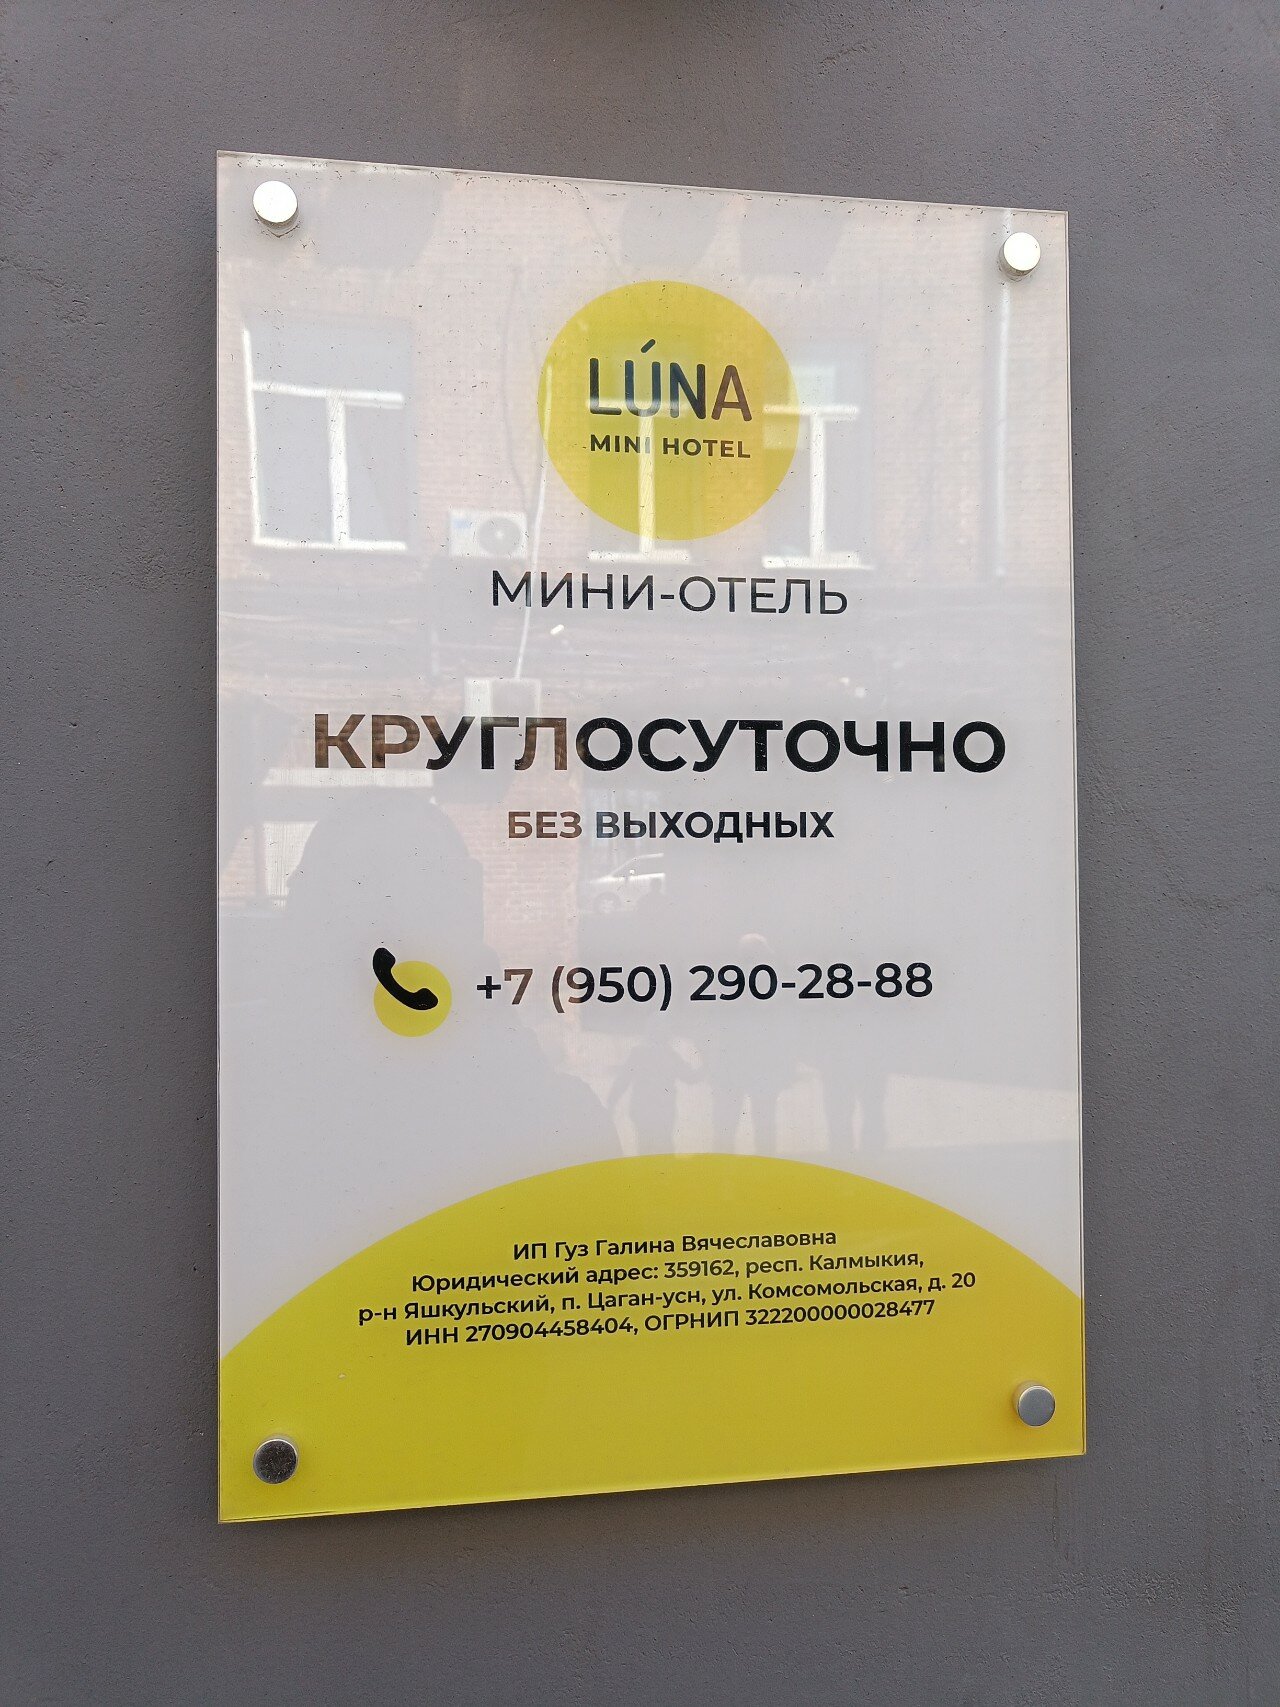 LÚNA
MINI HOTEL
МИНИ-ОТЕЛЬ
КРУГЛОСУТОЧНО
БЕЗ ВЫХОДНЫХ
+7 (950) 290-28-88
ИП Гуз Галина Вячеславовна
Юридический адрес: 359162, респ. Калмыкия,
р-н Яшкульский, п. Цаган-усн, ул. Комсомольская, д. 20
ИНН 270904458404, ОГРНИП 322200000028477